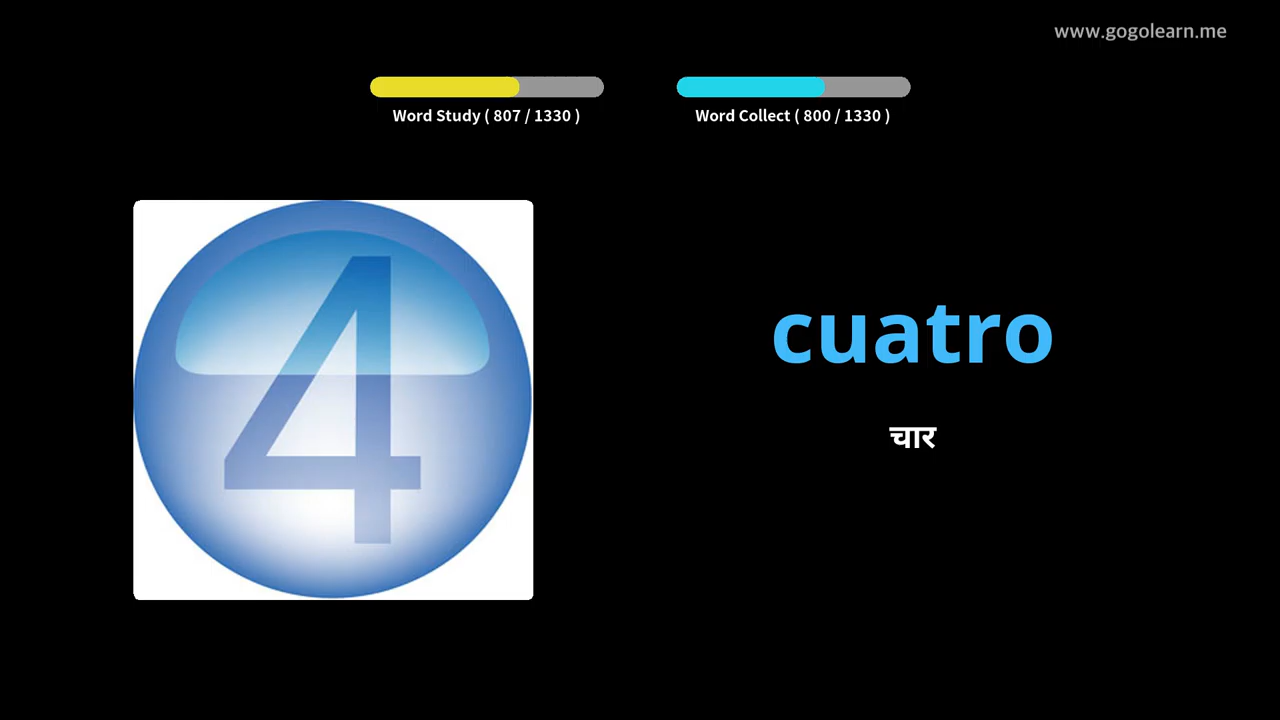 www.gogolearn.me
Word Study ( 807 / 1330 )
Word Collect ( 800 / 1330 )
4
cuatro
चार